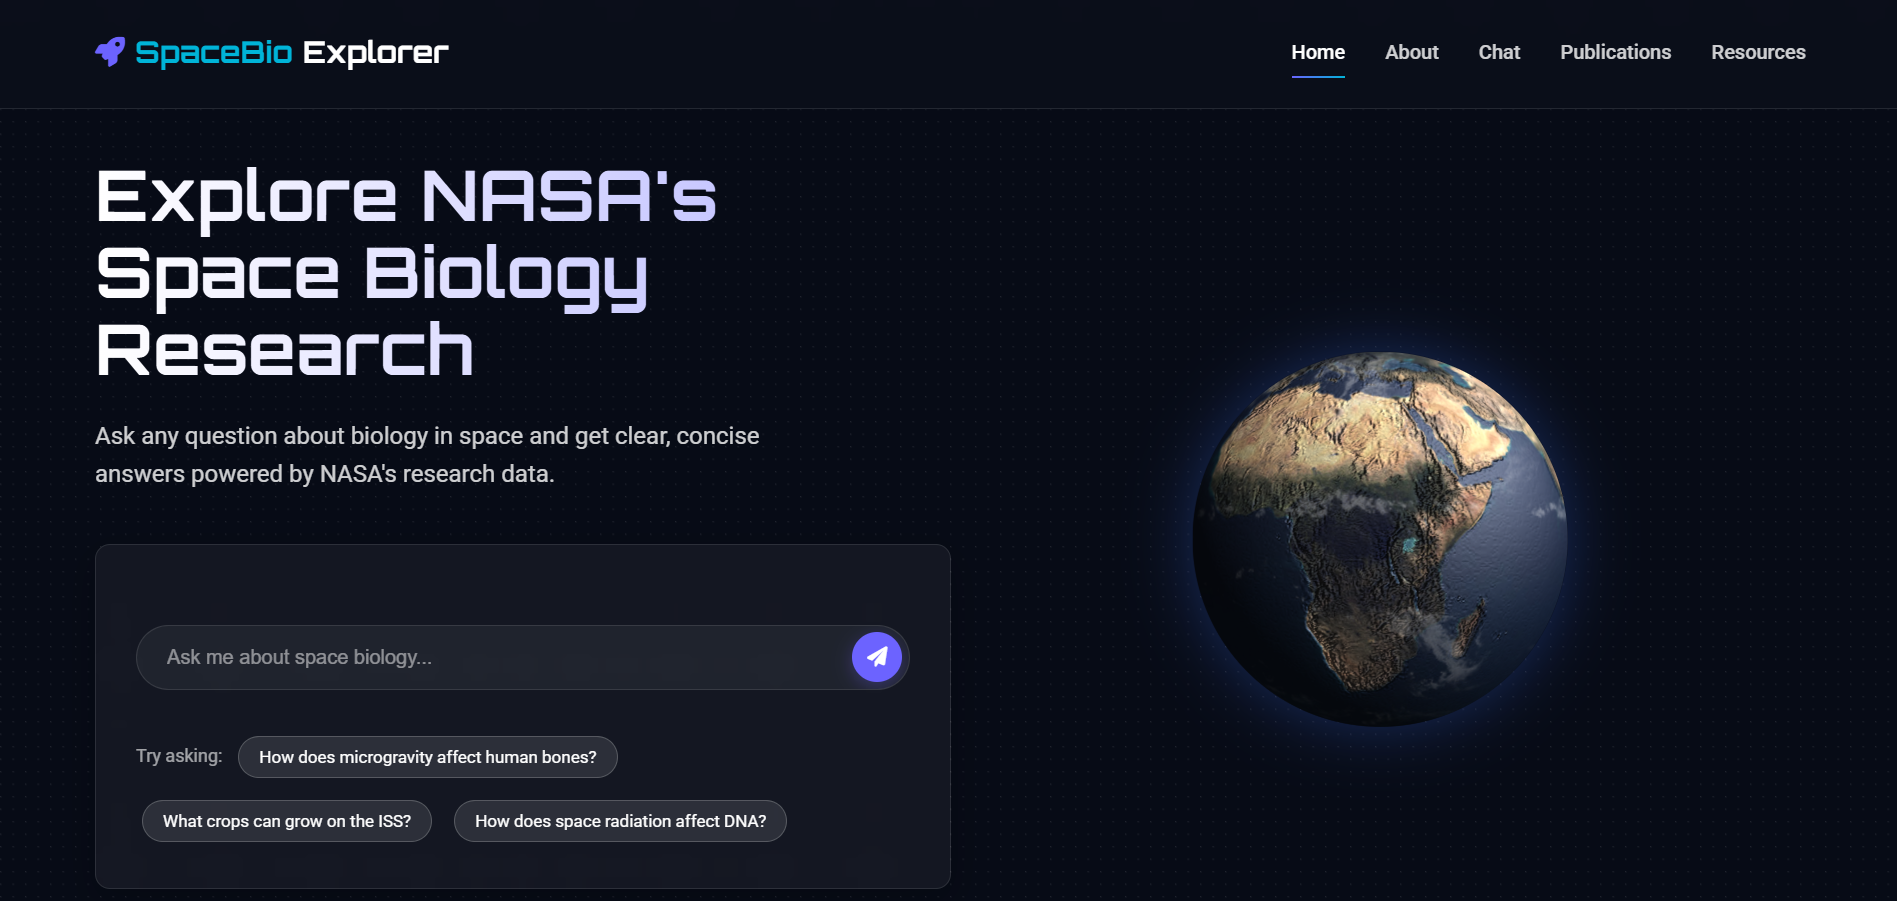 SpaceBio Explorer
Home About Chat Publications Resources
Explore NASA's
Space Biology
Research
Ask any question about biology in space and get clear, concise
answers powered by NASA's research data.
Ask me about space biology...
Try asking: How does microgravity affect human bones?
What crops can grow on the ISS? How does space radiation affect DNA?